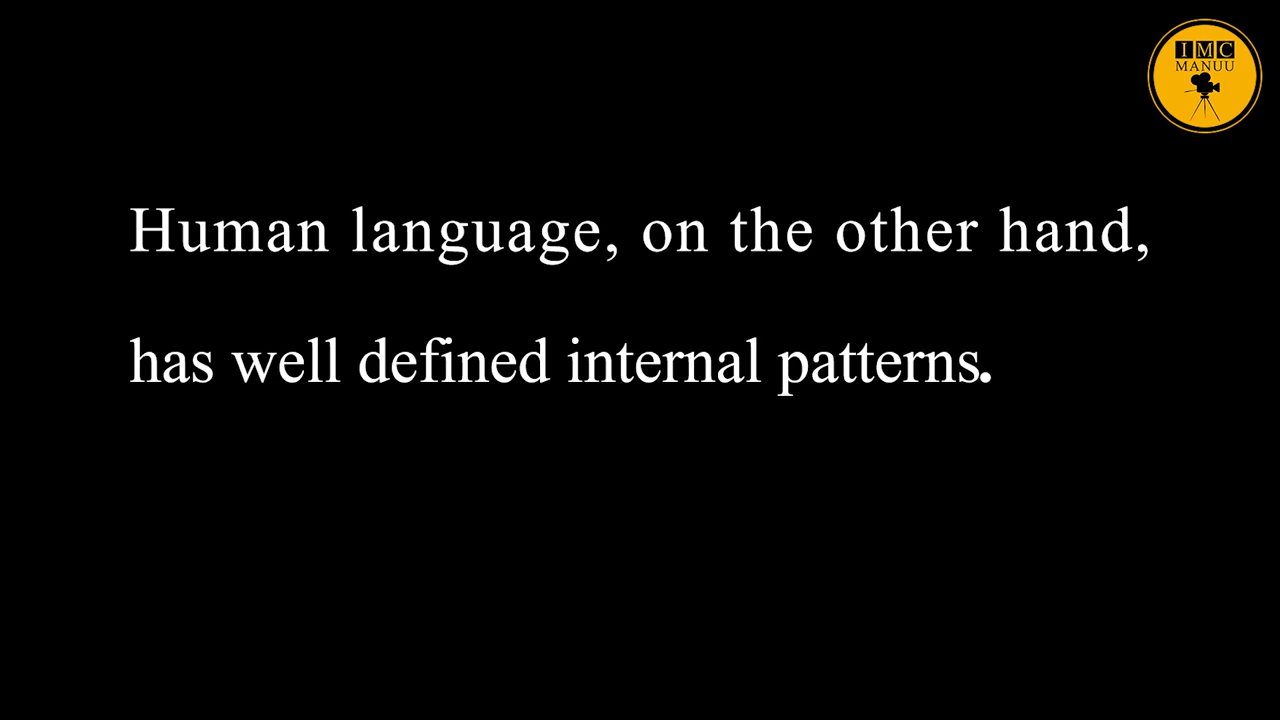 IMC
MANUU
Human language, on the other hand,
has well defined internal patterns.